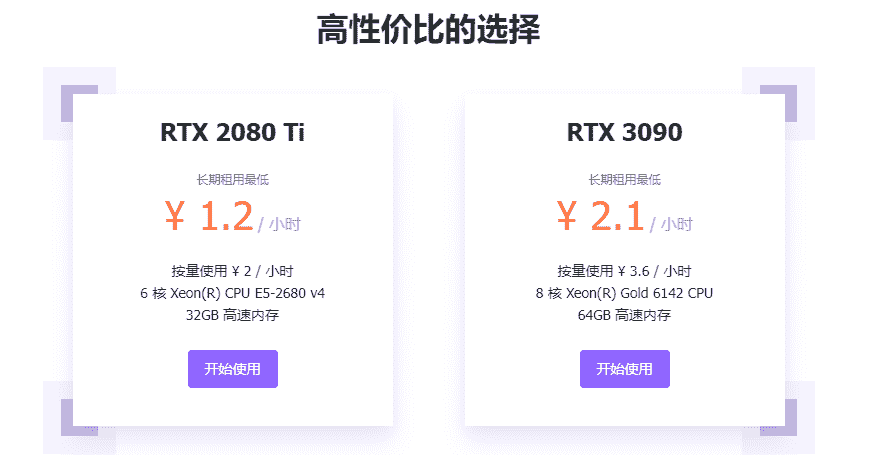 高性价比的选择
RTX 2080 Ti
长期租用最低
¥ 1.2 / 小时
按量使用 ¥ 2 / 小时
6 核 Xeon(R) CPU E5-2680 v4
32GB 高速内存
开始使用
RTX 3090
长期租用最低
¥ 2.1 / 小时
按量使用 ¥ 3.6 / 小时
8 核 Xeon(R) Gold 6142 CPU
64GB 高速内存
开始使用